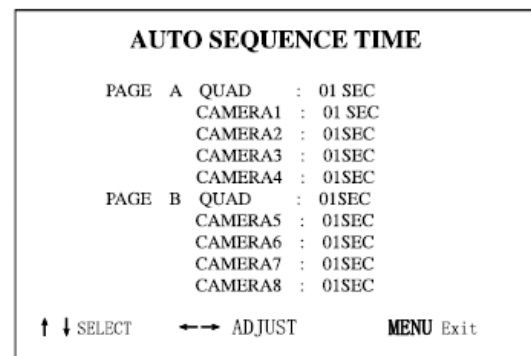 AUTO SEQUENCE TIME
PAGE A QUAD : 01 SEC
CAMERA1 : 01 SEC
CAMERA2 : 01SEC
CAMERA3 : 01SEC
CAMERA4 : 01SEC
PAGE B QUAD : 01SEC
CAMERA5 : 01SEC
CAMERA6 : 01SEC
CAMERA7 : 01SEC
CAMERA8 : 01SEC
↑ ↓ SELECT ←→ ADJUST MENU Exit